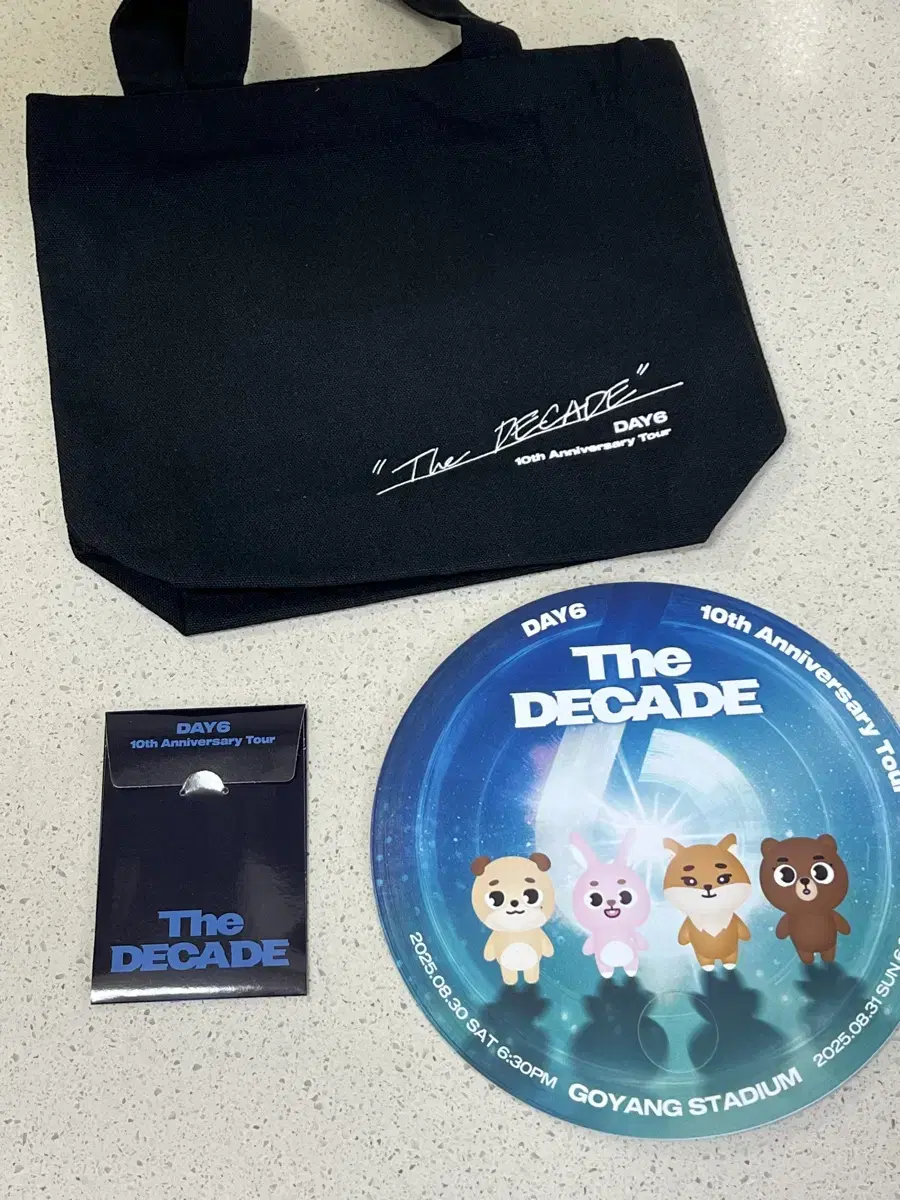 "The DECADE"
DAY6
10th Anniversary Tour
DAY6
10th Anniversary Tour
The
DECADE
DAY6
10th Anniversary Tour
The
DECADE
2025.08.30 SAT 6:30PM
GOYANG STADIUM
2025.08.31 SUN 6